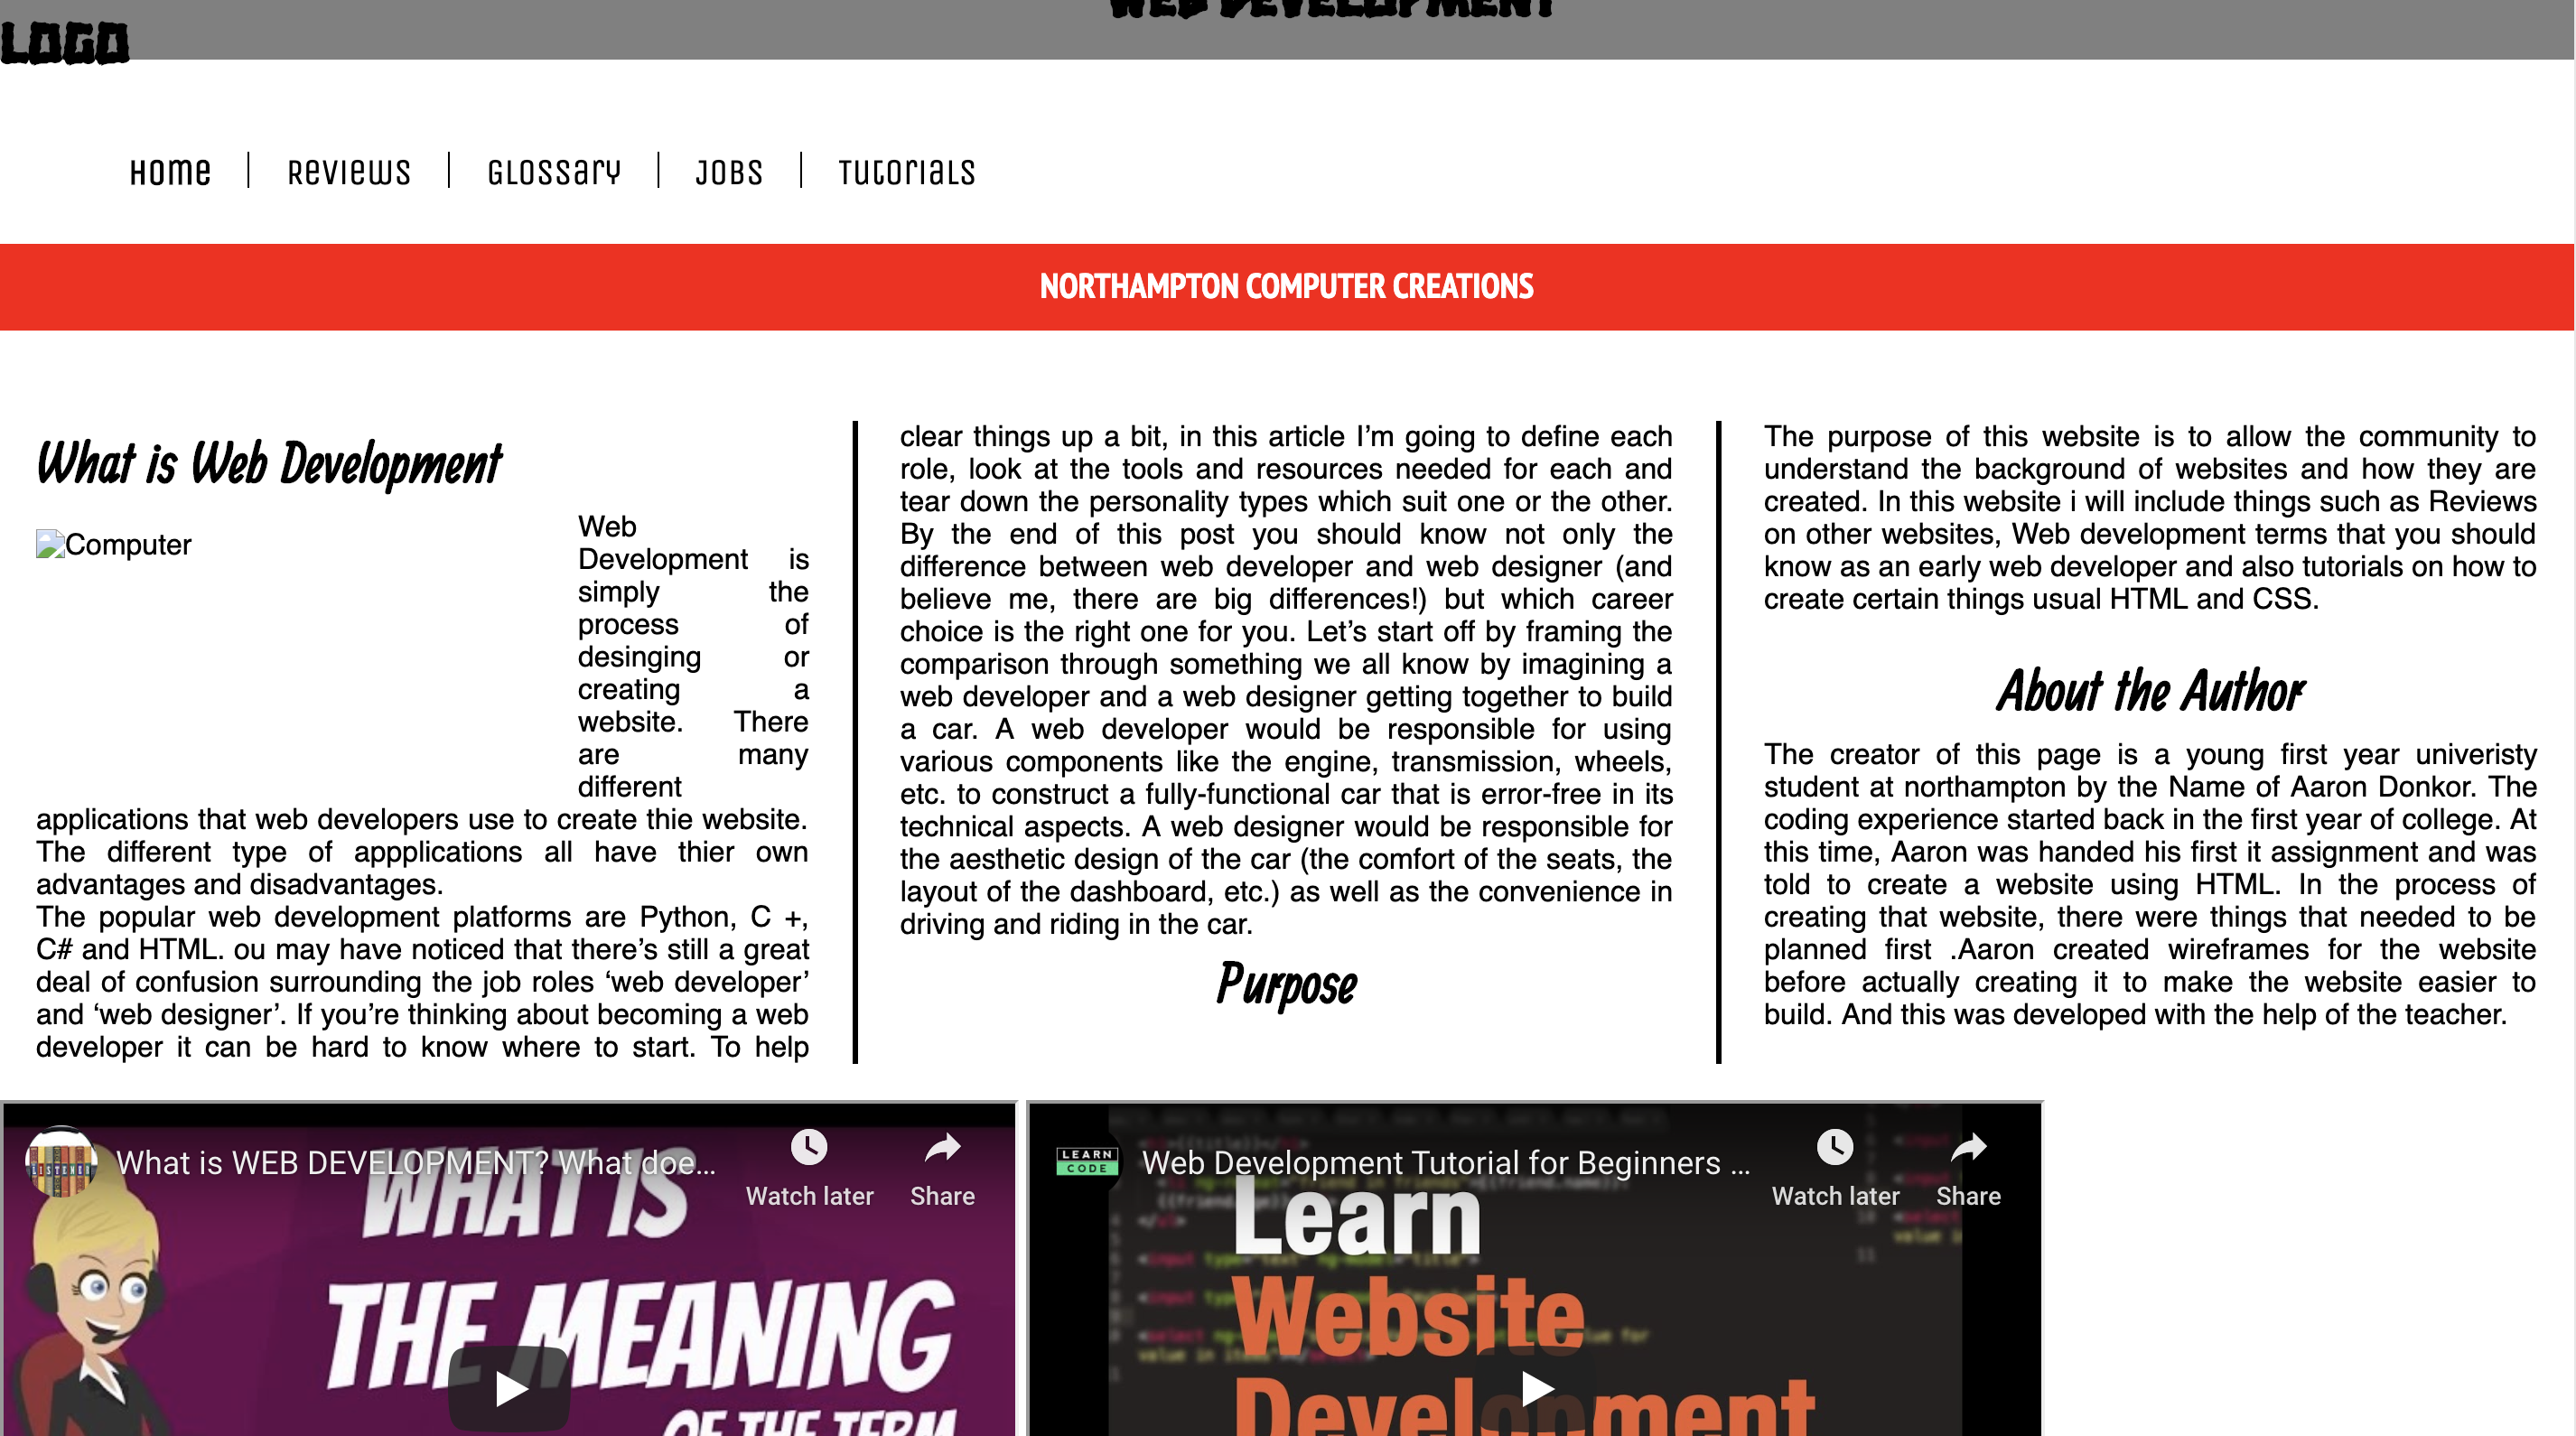 WEB DEVELOPMENT
LOGO
Home
Reviews
Glossary
Jobs
Tutorials
NORTHAMPTON COMPUTER CREATIONS
What is Web Development
Computer
Web
Development is
simply the
process of
desinging or
creating a
website. There
are many
different
applications that web developers use to create thie website.
The different type of appplications all have thier own
advantages and disadvantages.
The popular web development platforms are Python, C +,
C# and HTML. ou may have noticed that there’s still a great
deal of confusion surrounding the job roles ‘web developer’
and ‘web designer’. If you’re thinking about becoming a web
developer it can be hard to know where to start. To help
clear things up a bit, in this article I’m going to define each
role, look at the tools and resources needed for each and
tear down the personality types which suit one or the other.
By the end of this post you should know not only the
difference between web developer and web designer (and
believe me, there are big differences!) but which career
choice is the right one for you. Let’s start off by framing the
comparison through something we all know by imagining a
web developer and a web designer getting together to build
a car. A web developer would be responsible for using
various components like the engine, transmission, wheels,
etc. to construct a fully-functional car that is error-free in its
technical aspects. A web designer would be responsible for
the aesthetic design of the car (the comfort of the seats, the
layout of the dashboard, etc.) as well as the convenience in
driving and riding in the car.
Purpose
The purpose of this website is to allow the community to
understand the background of websites and how they are
created. In this website i will include things such as Reviews
on other websites, Web development terms that you should
know as an early web developer and also tutorials on how to
create certain things usual HTML and CSS.
About the Author
The creator of this page is a young first year univeristy
student at northampton by the Name of Aaron Donkor. The
coding experience started back in the first year of college. At
this time, Aaron was handed his first it assignment and was
told to create a website using HTML. In the process of
creating that website, there were things that needed to be
planned first .Aaron created wireframes for the website
before actually creating it to make the website easier to
build. And this was developed with the help of the teacher.
What is WEB DEVELOPMENT? What doe...
Watch later
Share
WHAT IS
THE MEANING
OF THE TERM
LEARN
CODE
Web Development Tutorial for Beginners ...
Watch later
Share
Learn
Website
Development